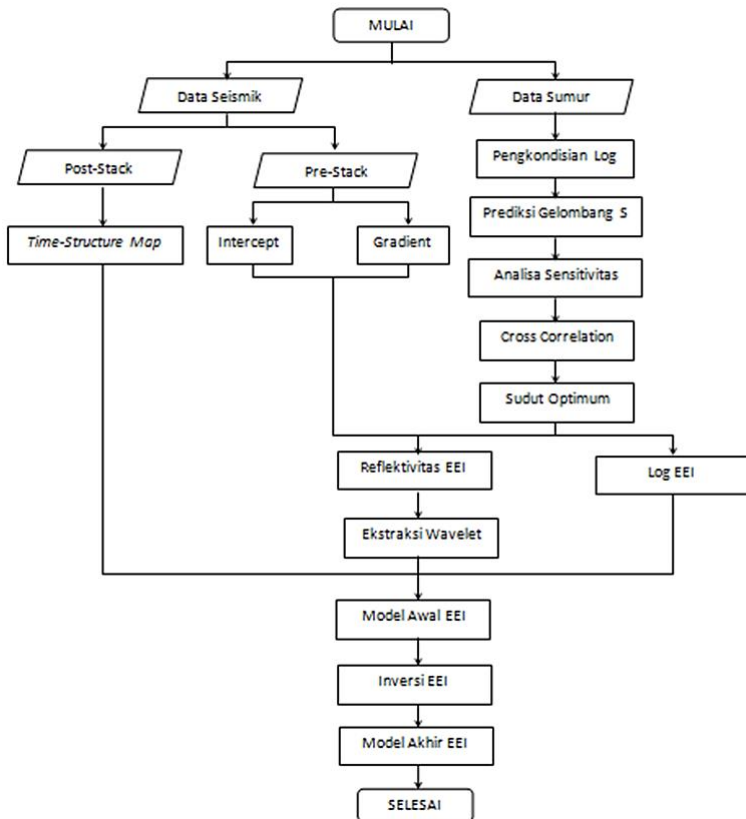 MULAI
Data Seismik
Data Sumur
Post-Stack
Pre-Stack
Pengkondisian Log
Time-Structure Map
Intercept
Gradient
Prediksi Gelombang S
Analisa Sensitivitas
Cross Correlation
Sudut Optimum
Reflektivitas EEI
Log EEI
Ekstraksi Wavelet
Model Awal EEI
Inversi EEI
Model Akhir EEI
SELESAI